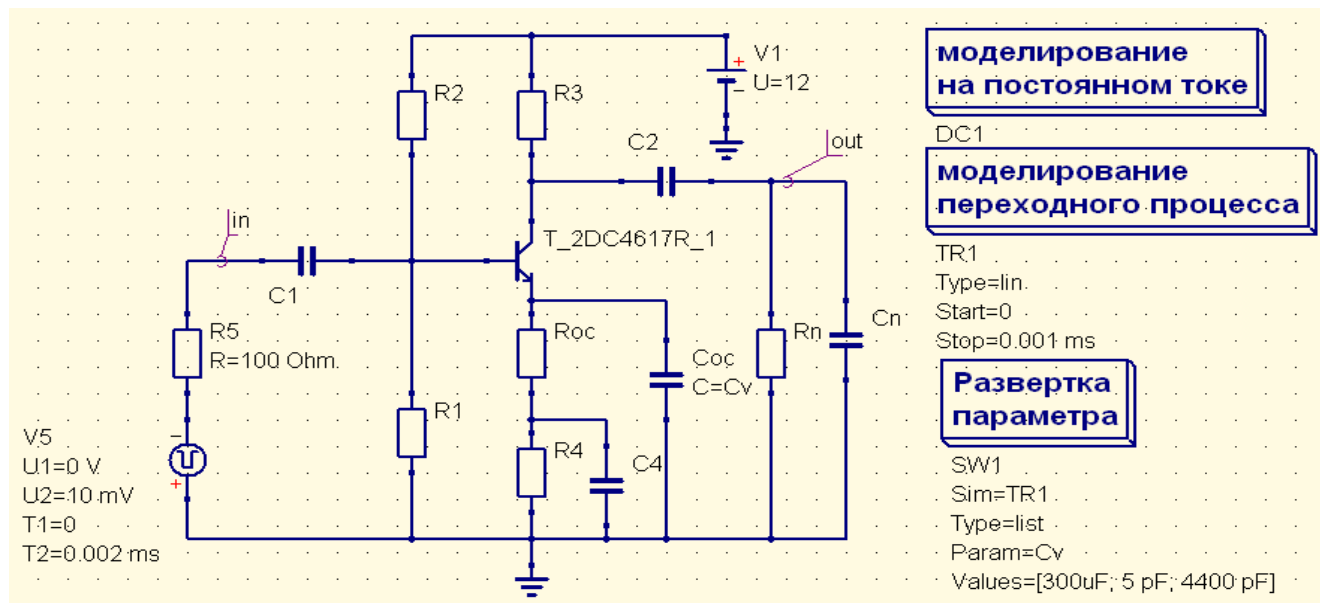 V1
U=12
R2
R3
C2
out
in
T_2DC4617R_1
C1
R5
R=100 Ohm
Roc
Coc
C=Cv
Rn
Cn
R1
R4
C4
V5
U1=0 V
U2=10 mV
T1=0
T2=0.002 ms
моделирование
на постоянном токе
DC1
моделирование
переходного процесса
TR1
Type=lin
Start=0
Stop=0.001 ms
Развертка
параметра
SW1
Sim=TR1
Type=list
Param=Cv
Values=[300uF; 5 pF; 4400 pF]